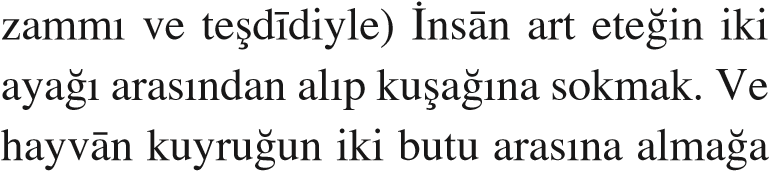 zammı ve teşdīdiyle) İnsān art eteğin iki
ayağı arasından alıp kuşağına sokmak. Ve
hayvān kuyruğun iki butu arasına almağa